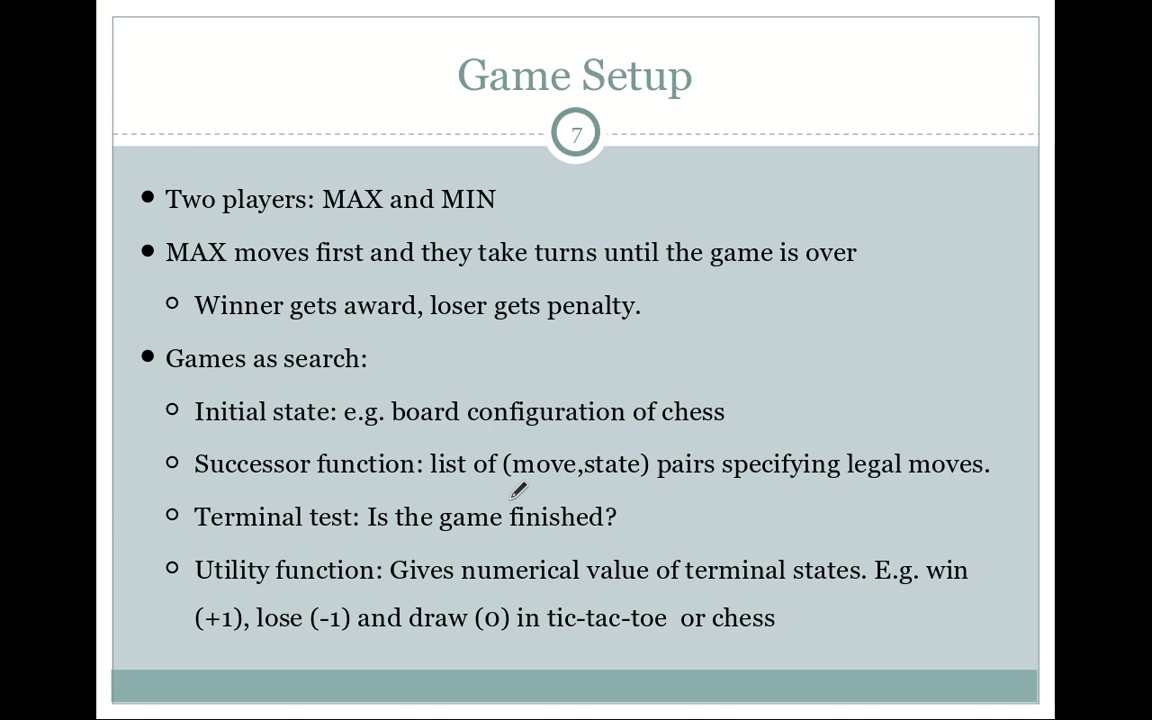 Game Setup
7
• Two players: MAX and MIN
• MAX moves first and they take turns until the game is over
○ Winner gets award, loser gets penalty.
• Games as search:
○ Initial state: e.g. board configuration of chess
○ Successor function: list of (move,state) pairs specifying legal moves.
○ Terminal test: Is the game finished?
○ Utility function: Gives numerical value of terminal states. E.g. win
(+1), lose (-1) and draw (0) in tic-tac-toe  or chess